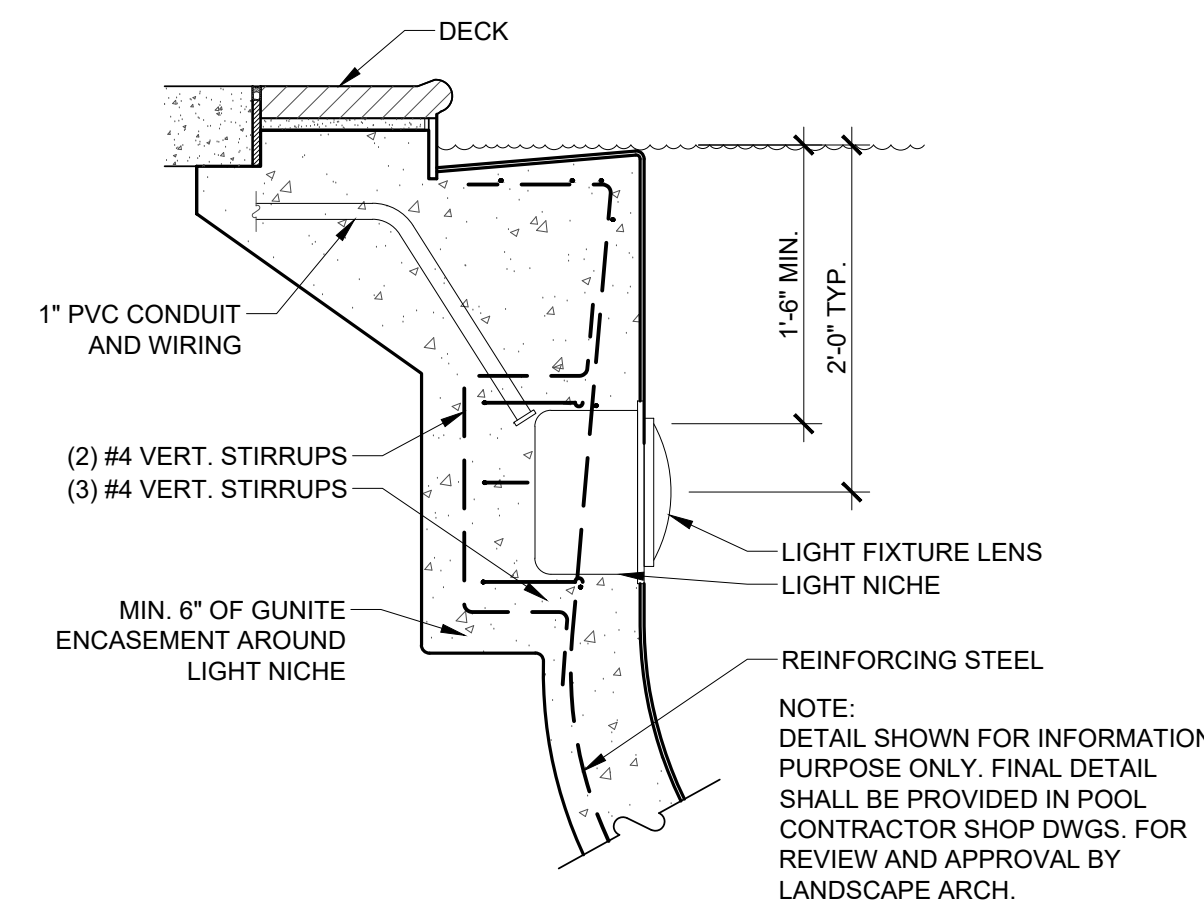 DECK
1'-6" MIN.
2'-0" TYP.
1" PVC CONDUIT
AND WIRING
(2) #4 VERT. STIRRUPS
(3) #4 VERT. STIRRUPS
LIGHT FIXTURE LENS
LIGHT NICHE
MIN. 6" OF GUNITE
ENCASEMENT AROUND
LIGHT NICHE
REINFORCING STEEL
NOTE:
DETAIL SHOWN FOR INFORMATION
PURPOSE ONLY. FINAL DETAIL
SHALL BE PROVIDED IN POOL
CONTRACTOR SHOP DWGS. FOR
REVIEW AND APPROVAL BY
LANDSCAPE ARCH.